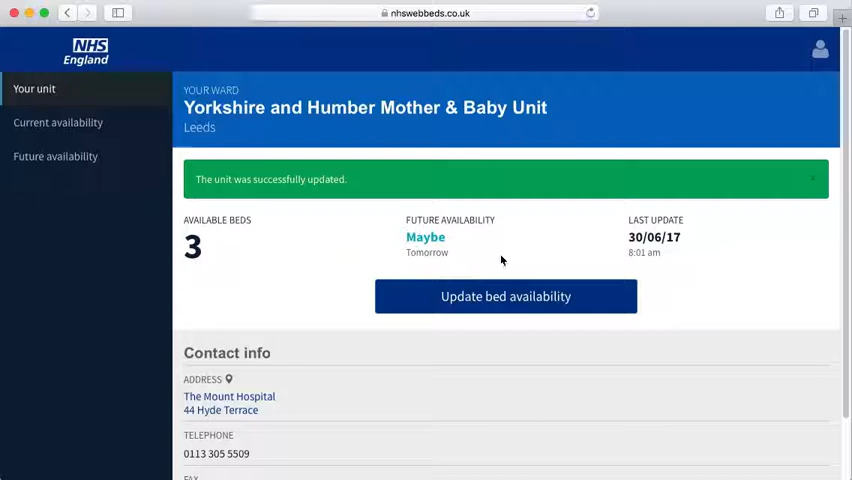 nhswebbeds.co.uk
NHS
England
Your unit
Current availability
Future availability
YOUR WARD
Yorkshire and Humber Mother & Baby Unit
Leeds
The unit was successfully updated.
×
AVAILABLE BEDS
3
FUTURE AVAILABILITY
Maybe
Tomorrow
LAST UPDATE
30/06/17
8:01 am
Update bed availability
Contact info
ADDRESS
The Mount Hospital
44 Hyde Terrace
TELEPHONE
0113 305 5509
FAX